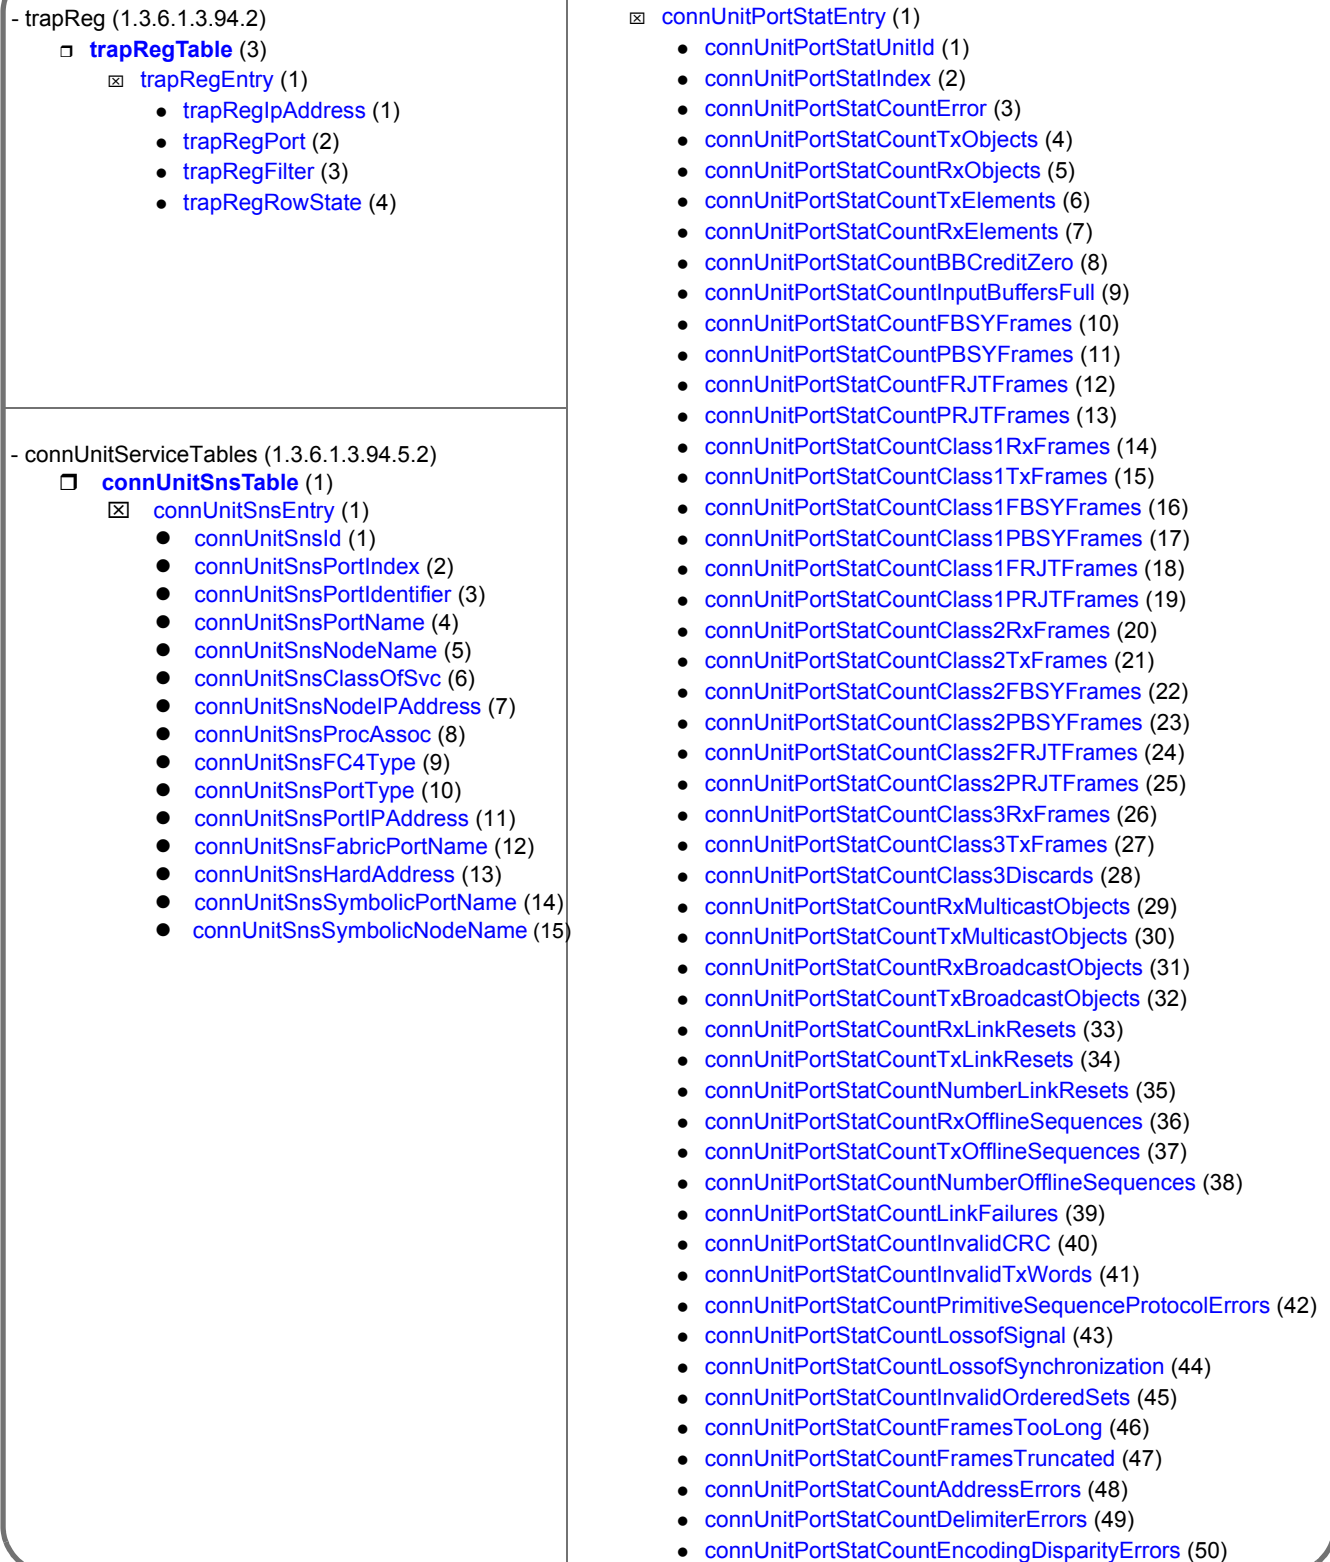 - trapReg (1.3.6.1.3.94.2)
trapRegTable (3)
trapRegEntry (1)
trapRegIpAddress (1)
trapRegPort (2)
trapRegFilter (3)
trapRegRowState (4)
- connUnitServiceTables (1.3.6.1.3.94.5.2)
connUnitSnsTable (1)
connUnitSnsEntry (1)
connUnitSnsId (1)
connUnitSnsPortIndex (2)
connUnitSnsPortIdentifier (3)
connUnitSnsPortName (4)
connUnitSnsNodeName (5)
connUnitSnsClassOfSvc (6)
connUnitSnsNodeIPAddress (7)
connUnitSnsProcAssoc (8)
connUnitSnsFC4Type (9)
connUnitSnsPortType (10)
connUnitSnsPortIPAddress (11)
connUnitSnsFabricPortName (12)
connUnitSnsHardAddress (13)
connUnitSnsSymbolicPortName (14)
connUnitSnsSymbolicNodeName (15)
connUnitPortStatEntry (1)
connUnitPortStatUnitId (1)
connUnitPortStatIndex (2)
connUnitPortStatCountError (3)
connUnitPortStatCountTxObjects (4)
connUnitPortStatCountRxObjects (5)
connUnitPortStatCountTxElements (6)
connUnitPortStatCountRxElements (7)
connUnitPortStatCountBBCreditZero (8)
connUnitPortStatCountInputBuffersFull (9)
connUnitPortStatCountFBSYFrames (10)
connUnitPortStatCountPBSYFrames (11)
connUnitPortStatCountFRJTFrames (12)
connUnitPortStatCountPRJTFrames (13)
connUnitPortStatCountClass1RxFrames (14)
connUnitPortStatCountClass1TxFrames (15)
connUnitPortStatCountClass1FBSYFrames (16)
connUnitPortStatCountClass1PBSYFrames (17)
connUnitPortStatCountClass1FRJTFrames (18)
connUnitPortStatCountClass1PRJTFrames (19)
connUnitPortStatCountClass2RxFrames (20)
connUnitPortStatCountClass2TxFrames (21)
connUnitPortStatCountClass2FBSYFrames (22)
connUnitPortStatCountClass2PBSYFrames (23)
connUnitPortStatCountClass2FRJTFrames (24)
connUnitPortStatCountClass2PRJTFrames (25)
connUnitPortStatCountClass3RxFrames (26)
connUnitPortStatCountClass3TxFrames (27)
connUnitPortStatCountClass3Discards (28)
connUnitPortStatCountRxMulticastObjects (29)
connUnitPortStatCountTxMulticastObjects (30)
connUnitPortStatCountRxBroadcastObjects (31)
connUnitPortStatCountTxBroadcastObjects (32)
connUnitPortStatCountRxLinkResets (33)
connUnitPortStatCountTxLinkResets (34)
connUnitPortStatCountNumberLinkResets (35)
connUnitPortStatCountRxOfflineSequences (36)
connUnitPortStatCountTxOfflineSequences (37)
connUnitPortStatCountNumberOfflineSequences (38)
connUnitPortStatCountLinkFailures (39)
connUnitPortStatCountInvalidCRC (40)
connUnitPortStatCountInvalidTxWords (41)
connUnitPortStatCountPrimitiveSequenceProtocolErrors (42)
connUnitPortStatCountLossofSignal (43)
connUnitPortStatCountLossofSynchronization (44)
connUnitPortStatCountInvalidOrderedSets (45)
connUnitPortStatCountFramesTooLong (46)
connUnitPortStatCountFramesTruncated (47)
connUnitPortStatCountAddressErrors (48)
connUnitPortStatCountDelimiterErrors (49)
connUnitPortStatCountEncodingDisparityErrors (50)